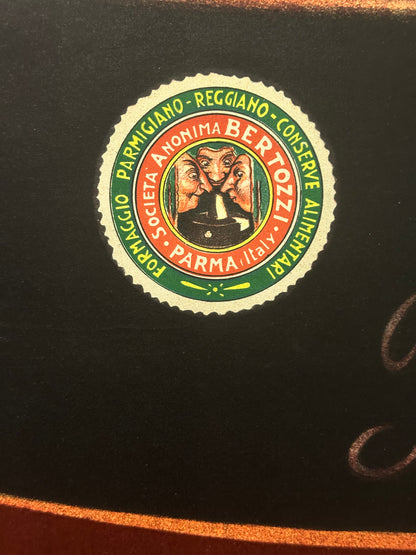 FORMAGGIO PARMIGIANO-REGGIANO-CONSERVE ALIMENTARI
SOCIETA ANONIMA BERTOZZI
• PARMA (Italy) •